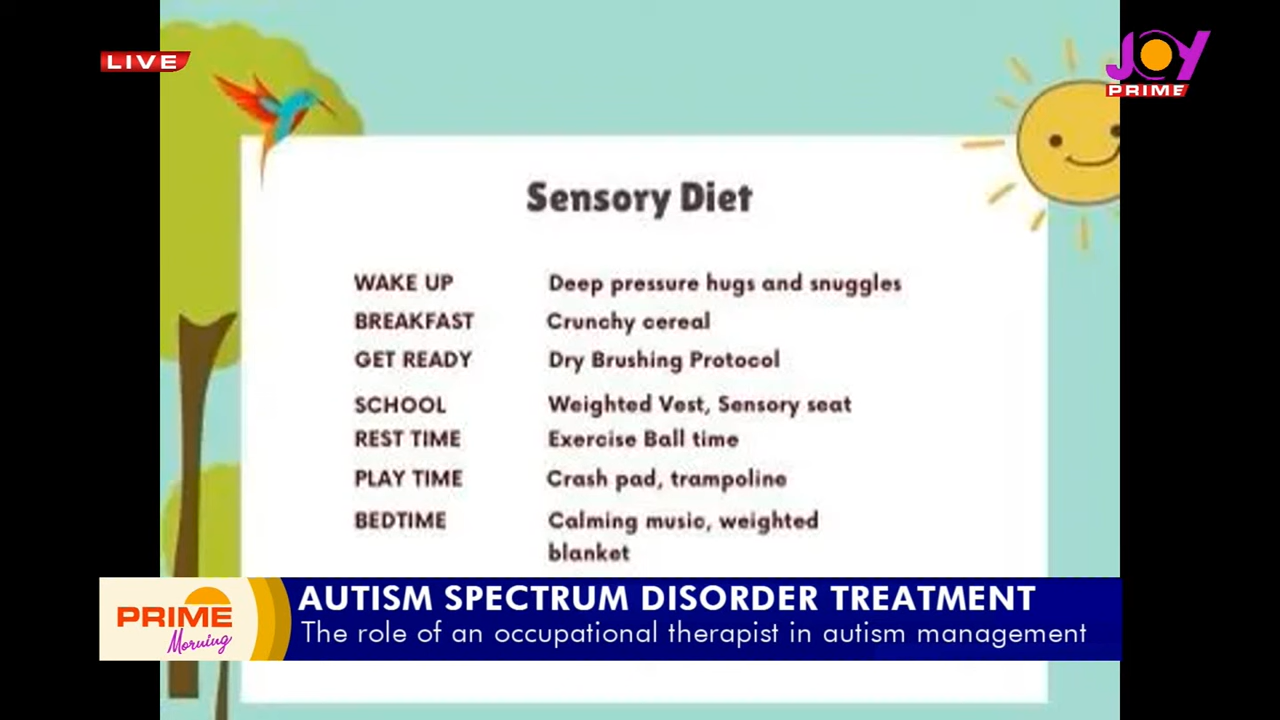 LIVE
JOY
PRIME
Sensory Diet
WAKE UP Deep pressure hugs and snuggles
BREAKFAST Crunchy cereal
GET READY Dry Brushing Protocol
SCHOOL Weighted Vest, Sensory seat
REST TIME Exercise Ball time
PLAY TIME Crash pad, trampoline
BEDTIME Calming music, weighted
blanket
PRIME
Morning
AUTISM SPECTRUM DISORDER TREATMENT
The role of an occupational therapist in autism management